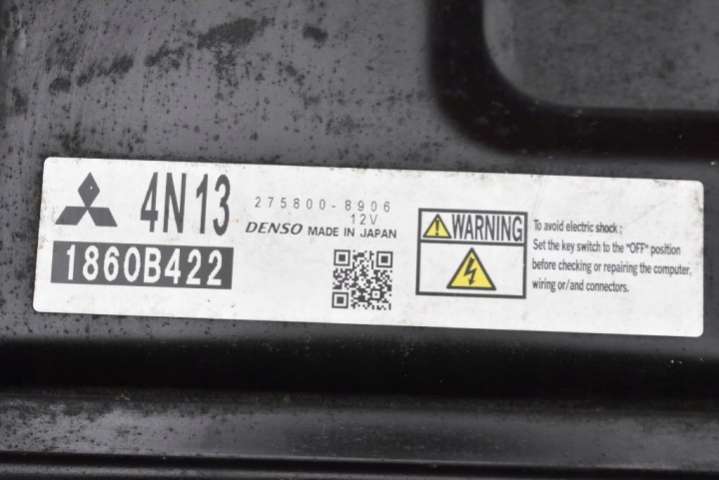 4N13
1860B422
275800-8906
12V
DENSO MADE IN JAPAN
WARNING
To avoid electric shock ;
Set the key switch to the "OFF" position
before checking or repairing the computer,
wiring or/and connectors.